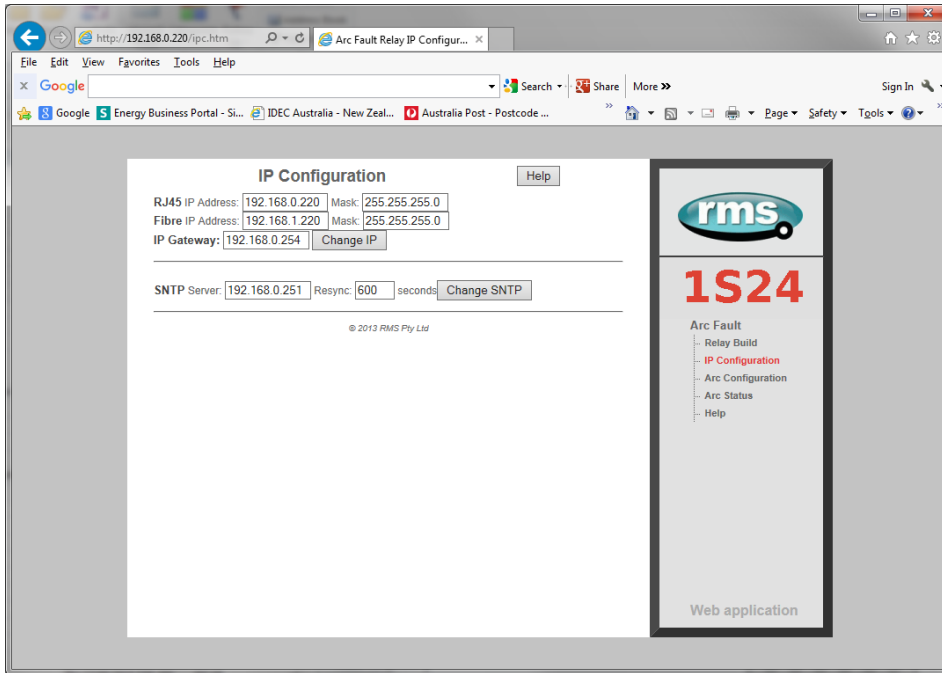 http://192.168.0.220/ipc.htm
Arc Fault Relay IP Configur...
File Edit View Favorites Tools Help
Google Search Share More Sign In
Google Energy Business Portal - Si... IDEC Australia - New Zeal... Australia Post - Postcode ... Page Safety Tools
IP Configuration Help
RJ45 IP Address: 192.168.0.220 Mask: 255.255.255.0
Fibre IP Address: 192.168.1.220 Mask: 255.255.255.0
IP Gateway: 192.168.0.254 Change IP
SNTP Server: 192.168.0.251 Resync: 600 seconds Change SNTP
© 2013 RMS Pty Ltd
rms
1S24
Arc Fault
Relay Build
IP Configuration
Arc Configuration
Arc Status
Help
Web application